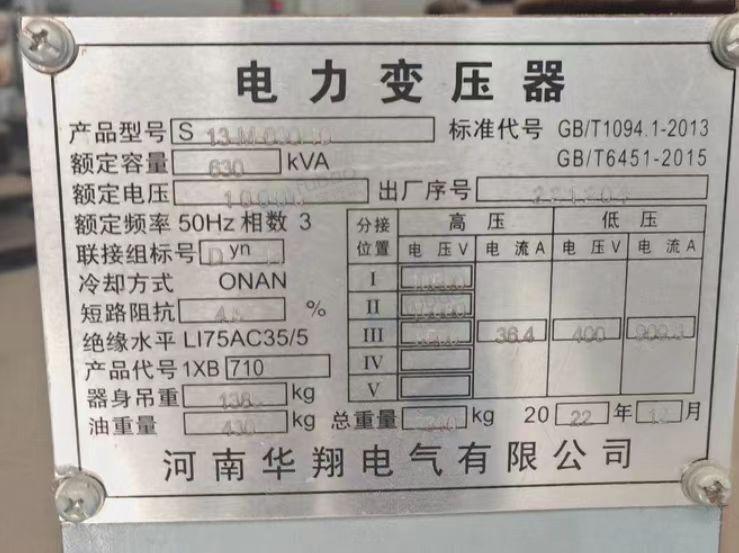 电力变压器
产品型号 S 13-M-630/10 标准代号 GB/T1094.1-2013
额定容量 630 kVA GB/T6451-2015
额定电压 出厂序号
额定频率 50Hz 相数 3
联接组标号 D yn
冷却方式 ONAN
短路阻抗 %
绝缘水平 LI75AC35/5
产品代号 1XB 710
器身吊重 kg
油重量 430 kg 总重量 kg 20 22 年 12 月
分接位置 高压 低压
电压V 电流A 电压V 电流A
I
II
III 36.4 400 909.3
IV
V
河南华翔电气有限公司